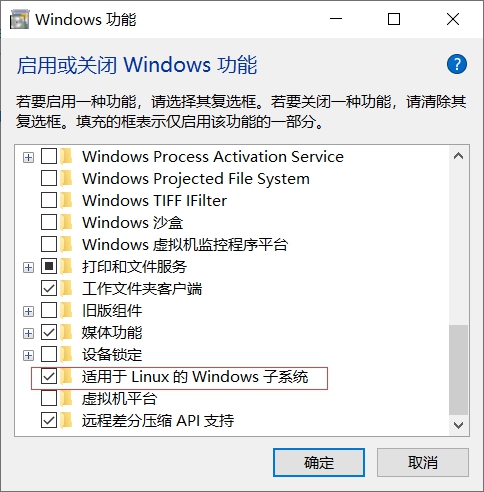 Windows 功能
启用或关闭 Windows 功能
?
若要启用一种功能，请选择其复选框。若要关闭一种功能，请清除其
复选框。填充的框表示仅启用该功能的一部分。
Windows Process Activation Service
Windows Projected File System
Windows TIFF IFilter
Windows 沙盒
Windows 虚拟机监控程序平台
打印和文件服务
工作文件夹客户端
旧版组件
媒体功能
设备锁定
适用于 Linux 的 Windows 子系统
虚拟机平台
远程差分压缩 API 支持
确定
取消